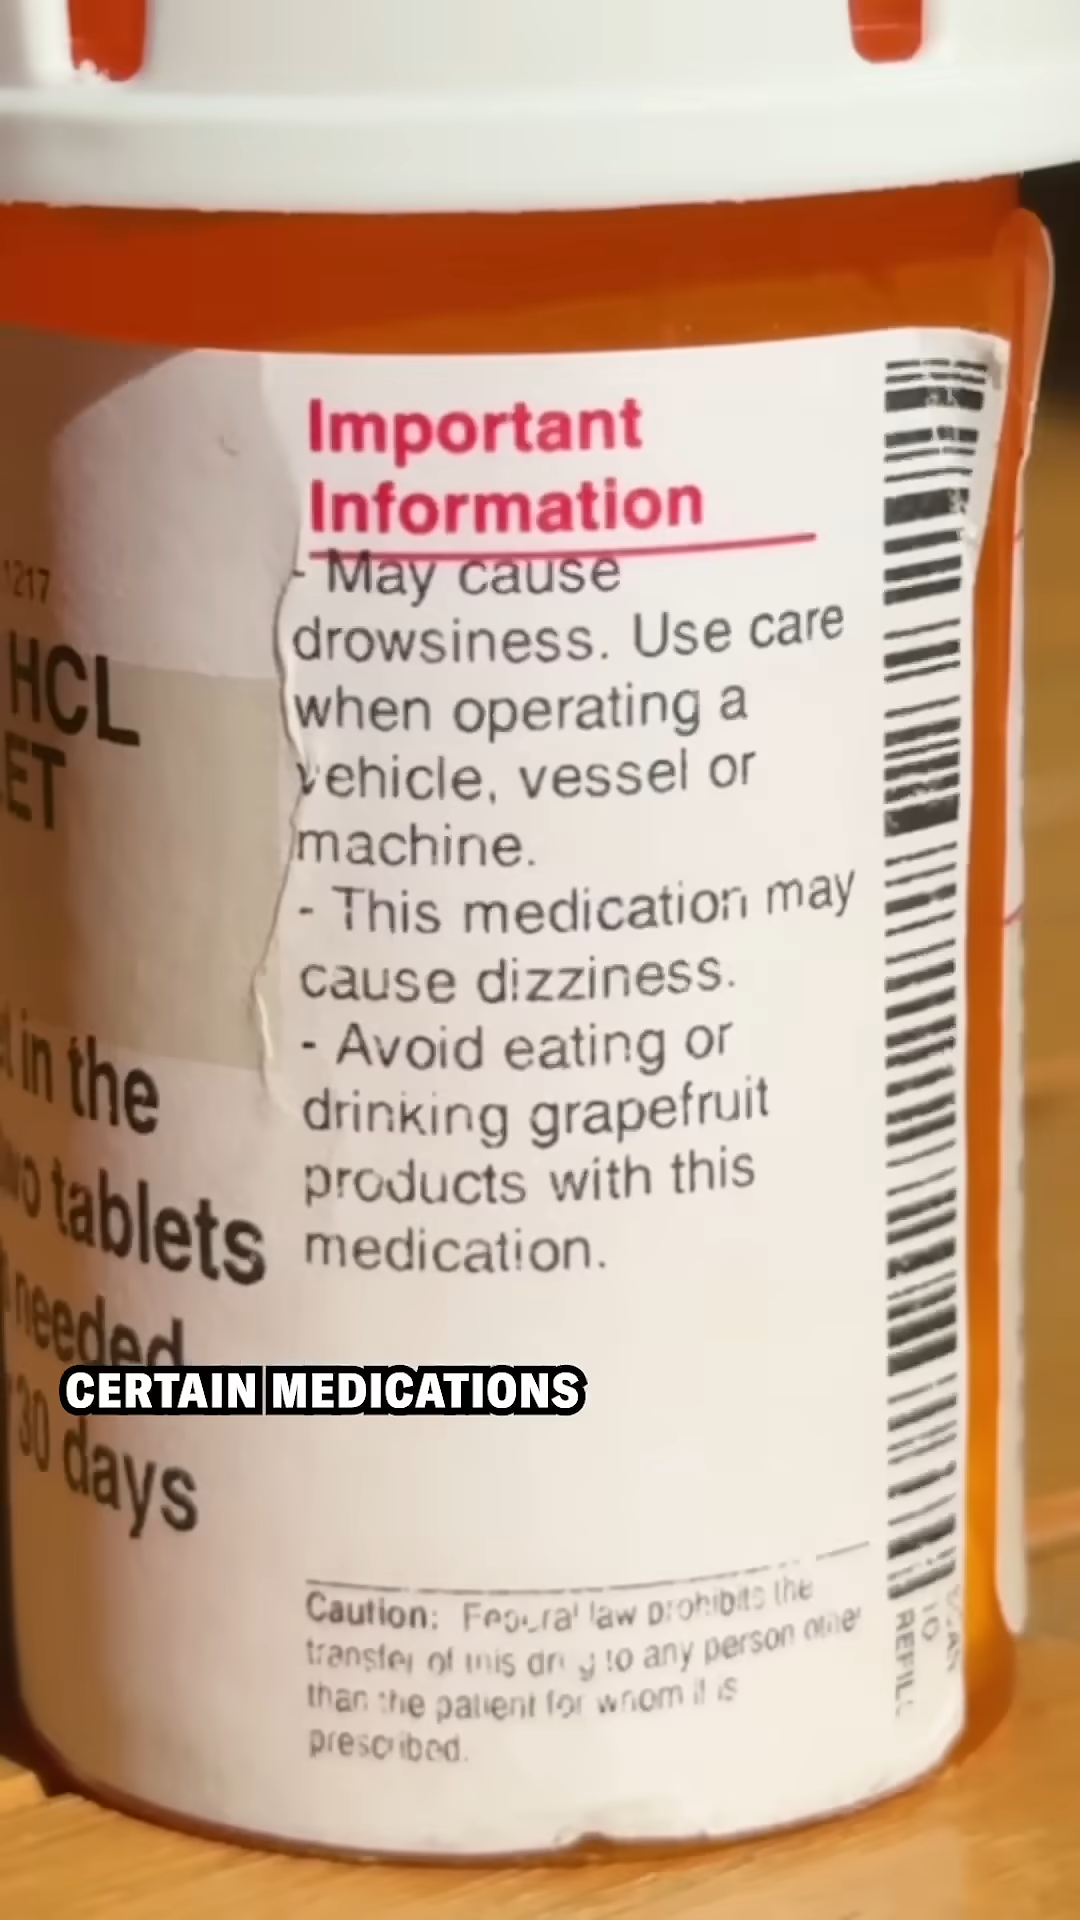 1217
HCL
ET
in the
tablets
needed
30 days
Important
Information
- May cause
drowsiness. Use care
when operating a
vehicle, vessel or
machine.
- This medication may
cause dizziness.
- Avoid eating or
drinking grapefruit
products with this
medication.
CERTAIN MEDICATIONS
Caution: Federal law prohibits the
transfer of this drug to any person other
than the patient for whom it is
prescribed.
SCAN
TO
REFILL